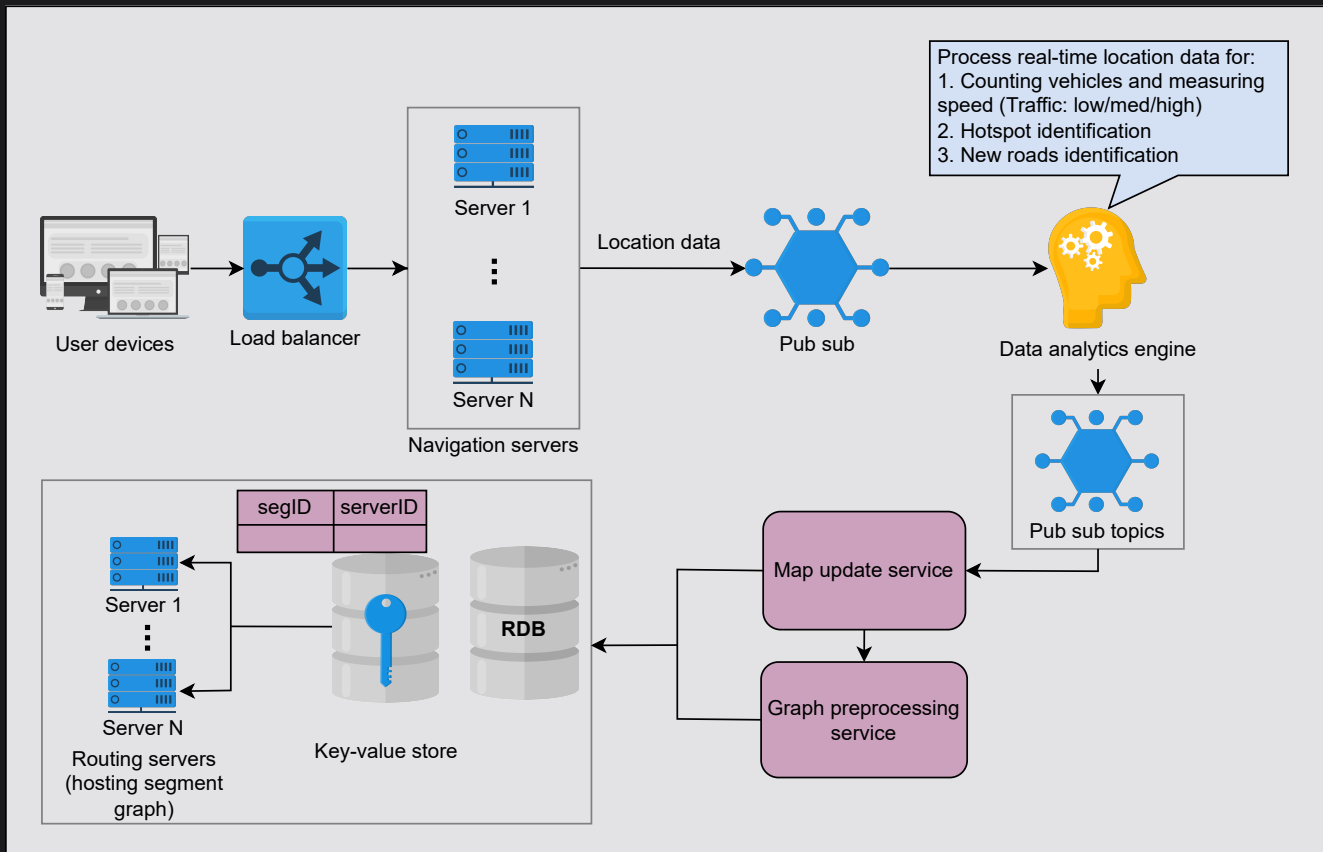 Process real-time location data for:
1. Counting vehicles and measuring
speed (Traffic: low/med/high)
2. Hotspot identification
3. New roads identification
User devices
Load balancer
Server 1
Server N
Navigation servers
Location data
Pub sub
Data analytics engine
Pub sub topics
Map update service
Graph preprocessing
service
segID
serverID
RDB
Key-value store
Server 1
Server N
Routing servers
(hosting segment
graph)